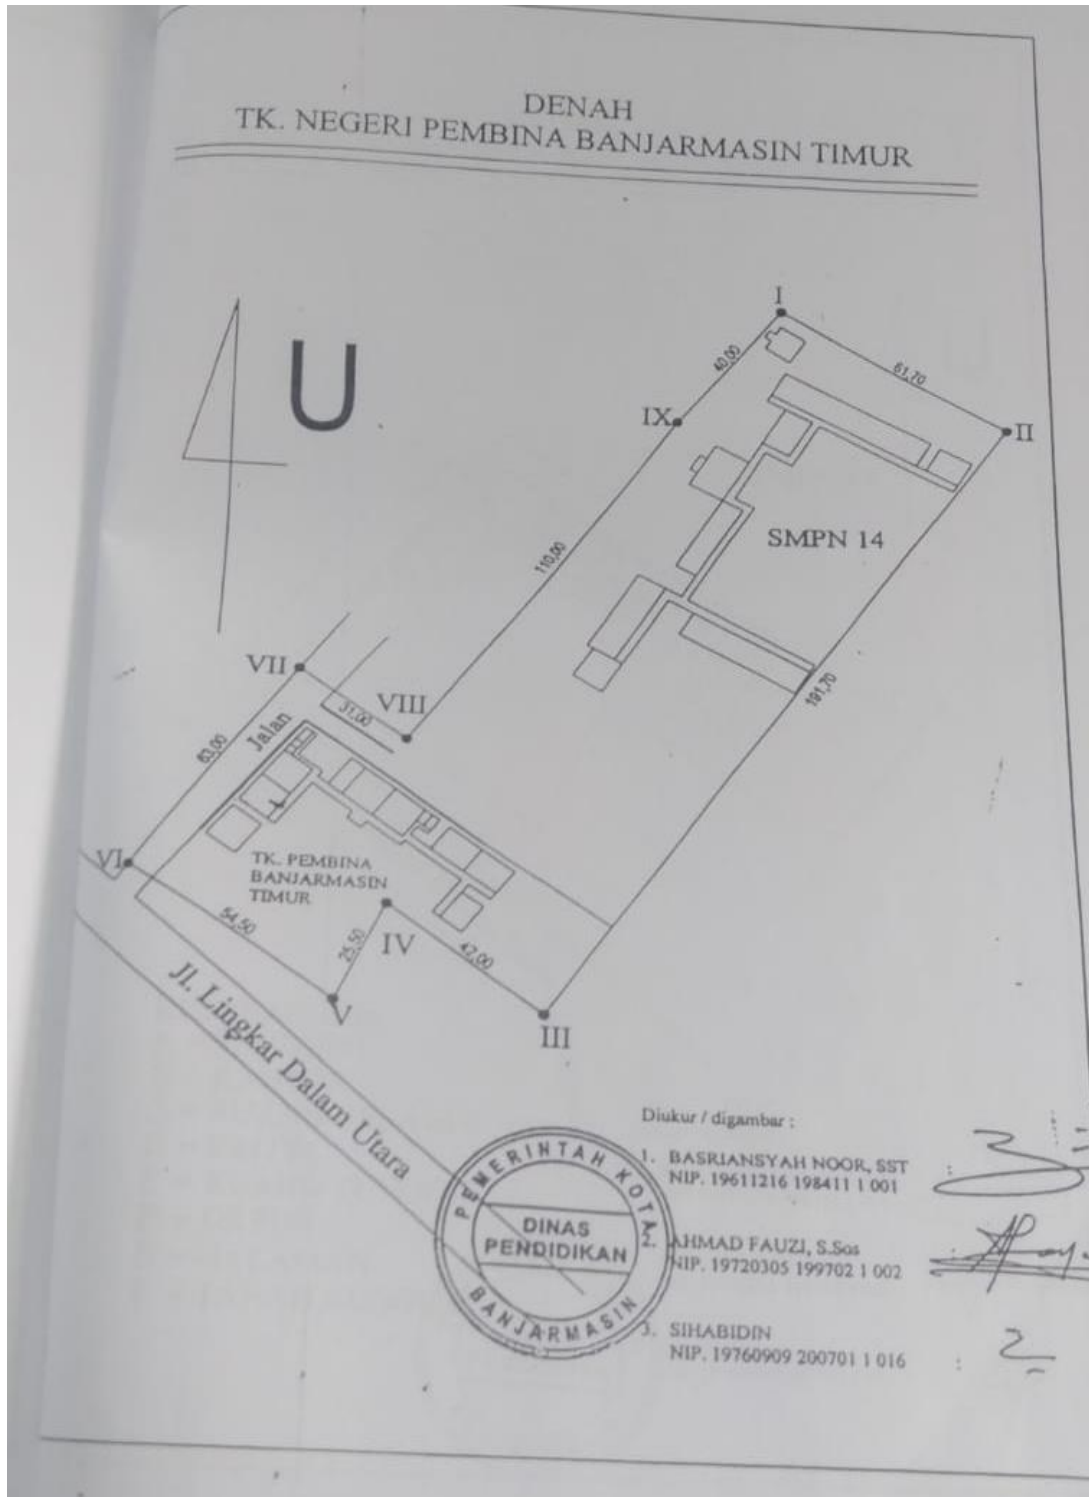 DENAH
TK. NEGERI PEMBINA BANJARMASIN TIMUR
U
I
40,00
61,70
IX
II
SMPN 14
110,00
VII
VIII
31,00
191,70
Jalan
63,00
VI
TK. PEMBINA
BANJARMASIN
TIMUR
54,50
25,50
IV
42,00
V
III
Jl. Lingkar Dalam Utara
Diukur / digambar :
1. BASRIANSYAH NOOR, SST :
NIP. 19611216 198411 1 001
2. AHMAD FAUZI, S.Sos :
NIP. 19720305 199702 1 002
3. SIHABIDIN
NIP. 19760909 200701 1 016 :
PEMERINTAH KOTA
DINAS
PENDIDIKAN
BANJARMASIN